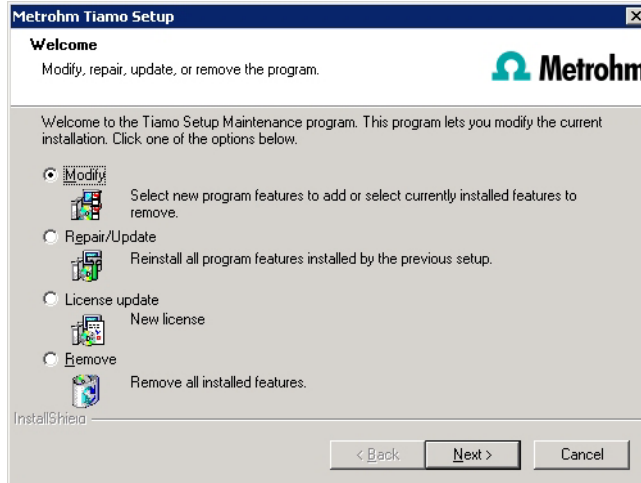 Metrohm Tiamo Setup
Welcome
Modify, repair, update, or remove the program.
Metrohm
Welcome to the Tiamo Setup Maintenance program. This program lets you modify the current
installation. Click one of the options below.
Modify
Select new program features to add or select currently installed features to
remove.
Repair/Update
Reinstall all program features installed by the previous setup.
License update
New license
Remove
Remove all installed features.
InstallShield
< Back Next > Cancel